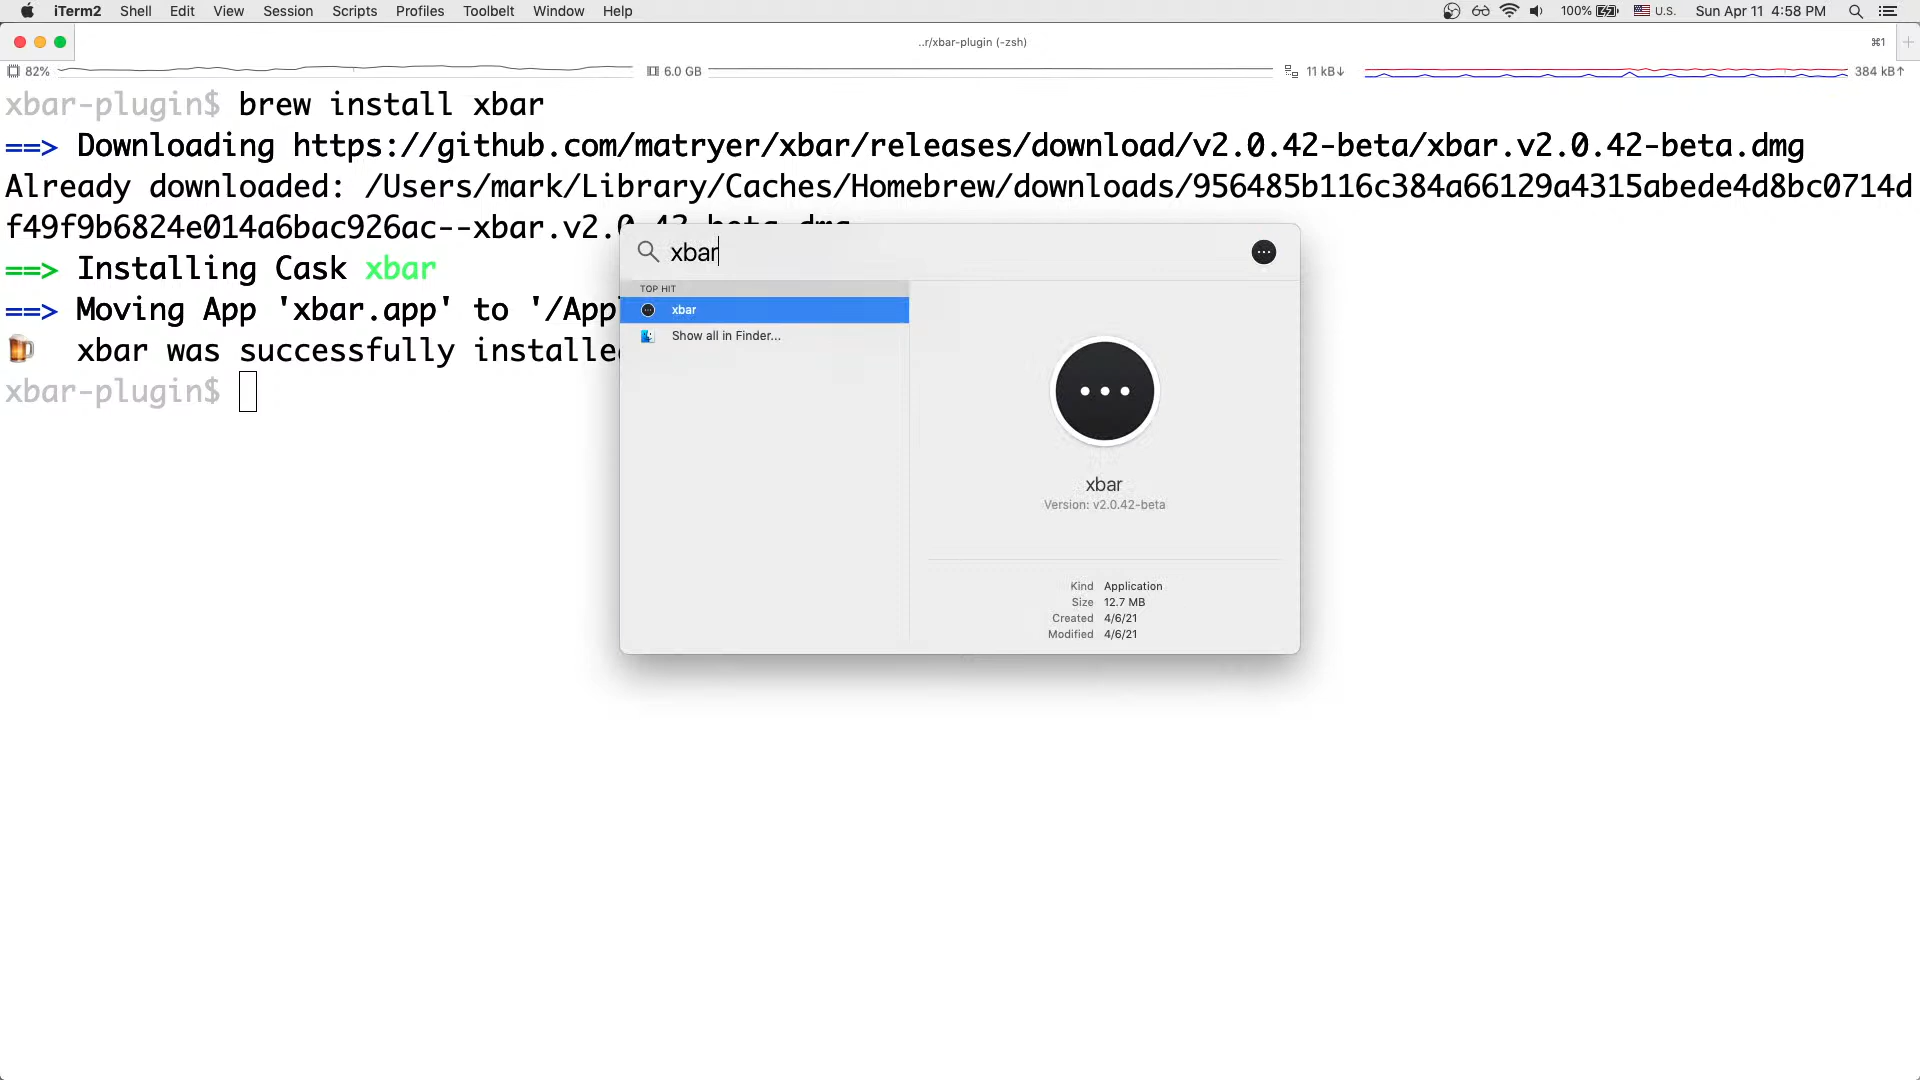 iTerm2 Shell Edit View Session Scripts Profiles Toolbelt Window Help 100% U.S. Sun Apr 11 4:58 PM
..r/xbar-plugin (-zsh) ⌘1
82% 6.0 GB 11 kB↓ 384 kB↑
xbar-plugin$ brew install xbar
==> Downloading https://github.com/matryer/xbar/releases/download/v2.0.42-beta/xbar.v2.0.42-beta.dmg
Already downloaded: /Users/mark/Library/Caches/Homebrew/downloads/956485b116c384a66129a4315abede4d8bc0714d
f49f9b6824e014a6bac926ac--xbar.v2.0.42-beta.dmg
==> Installing Cask xbar
==> Moving App 'xbar.app' to '/App
🍺 xbar was successfully installe
xbar-plugin$
xbar
TOP HIT
xbar
Show all in Finder...
xbar
Version: v2.0.42-beta
Kind Application
Size 12.7 MB
Created 4/6/21
Modified 4/6/21